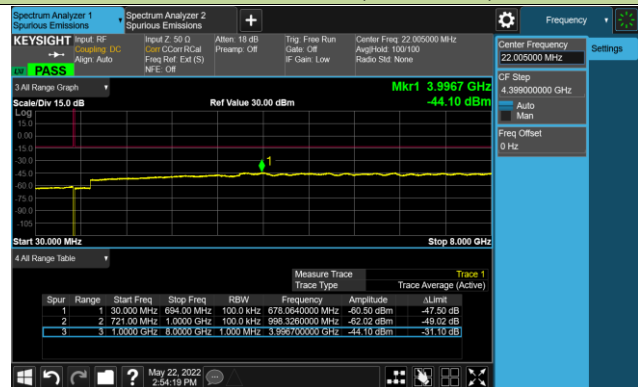 Spectrum Analyzer 1
Spurious Emissions
Spectrum Analyzer 2
Spurious Emissions
+
Frequency
KEYSIGHT
Input: RF
Coupling: DC
Align: Auto
Input Z: 50 Ω
Corr CCorr RCal
Freq Ref: Ext (S)
NFE: Off
Atten: 18 dB
Preamp: Off
Trig: Free Run
Gate: Off
IF Gain: Low
Center Freq: 22.005000 MHz
Avg|Hold: 100/100
Radio Std: None
PASS
3 All Range Graph
Mkr1 3.9967 GHz
Scale/Div 15.0 dB
Ref Value 30.00 dBm
-44.10 dBm
Log
15.0
0.00
-15.0
-30.0
-45.0
-60.0
-75.0
-90.0
-105
1
Start 30.000 MHz
Stop 8.000 GHz
4 All Range Table
Measure Trace Trace 1
Trace Type Trace Average (Active)
Spur Range Start Freq Stop Freq RBW Frequency Amplitude ΔLimit
1 1 30.000 MHz 694.00 MHz 100.0 kHz 678.0640000 MHz -60.50 dBm -47.50 dB
2 2 721.00 MHz 1.0000 GHz 100.0 kHz 998.3260000 MHz -62.02 dBm -49.02 dB
3 3 1.0000 GHz 8.0000 GHz 1.000 MHz 3.996700000 GHz -44.10 dBm -31.10 dB
Center Frequency
22.005000 MHz
Settings
CF Step
4.399000000 GHz
Auto
Man
Freq Offset
0 Hz
?
May 22, 2022
2:54:19 PM